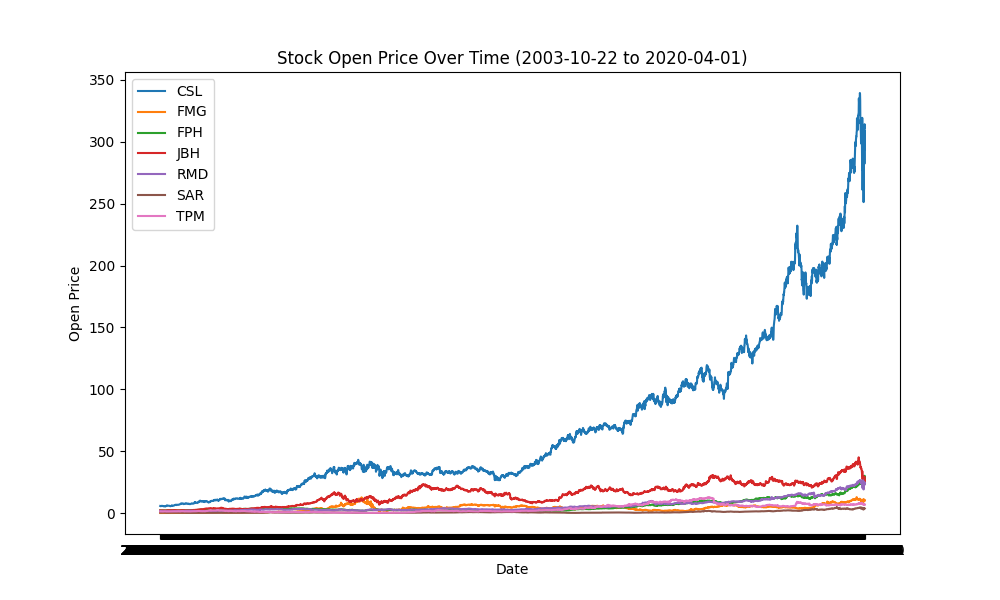 Stock Open Price Over Time (2003-10-22 to 2020-04-01)
350
300
250
200
150
100
50
0
Open Price
CSL
FMG
FPH
JBH
RMD
SAR
TPM
Date